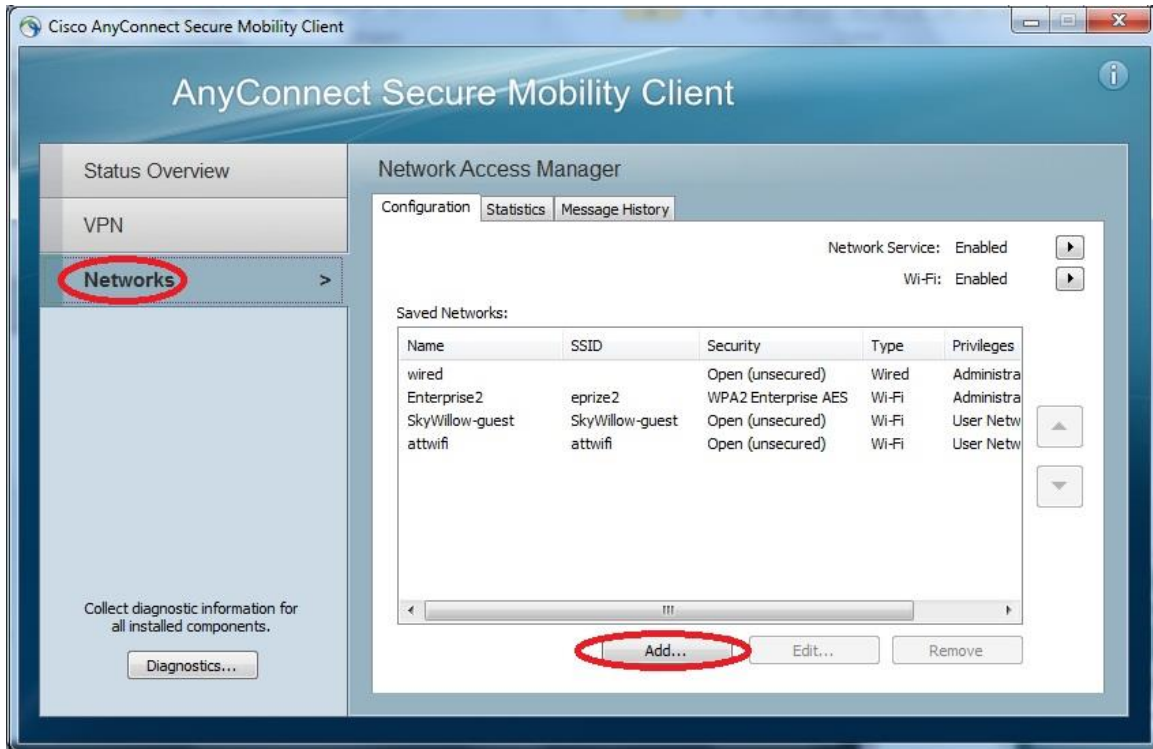 Cisco AnyConnect Secure Mobility Client
AnyConnect Secure Mobility Client
Status Overview
VPN
Networks >
Collect diagnostic information for
all installed components.
Diagnostics...
Network Access Manager
Configuration Statistics Message History
Network Service: Enabled
Wi-Fi: Enabled
Saved Networks:
Name SSID Security Type Privileges
wired Open (unsecured) Wired Administra
Enterprise2 eprize2 WPA2 Enterprise AES Wi-Fi Administra
SkyWillow-guest SkyWillow-guest Open (unsecured) Wi-Fi User Netw
attwifi attwifi Open (unsecured) Wi-Fi User Netw
Add... Edit... Remove